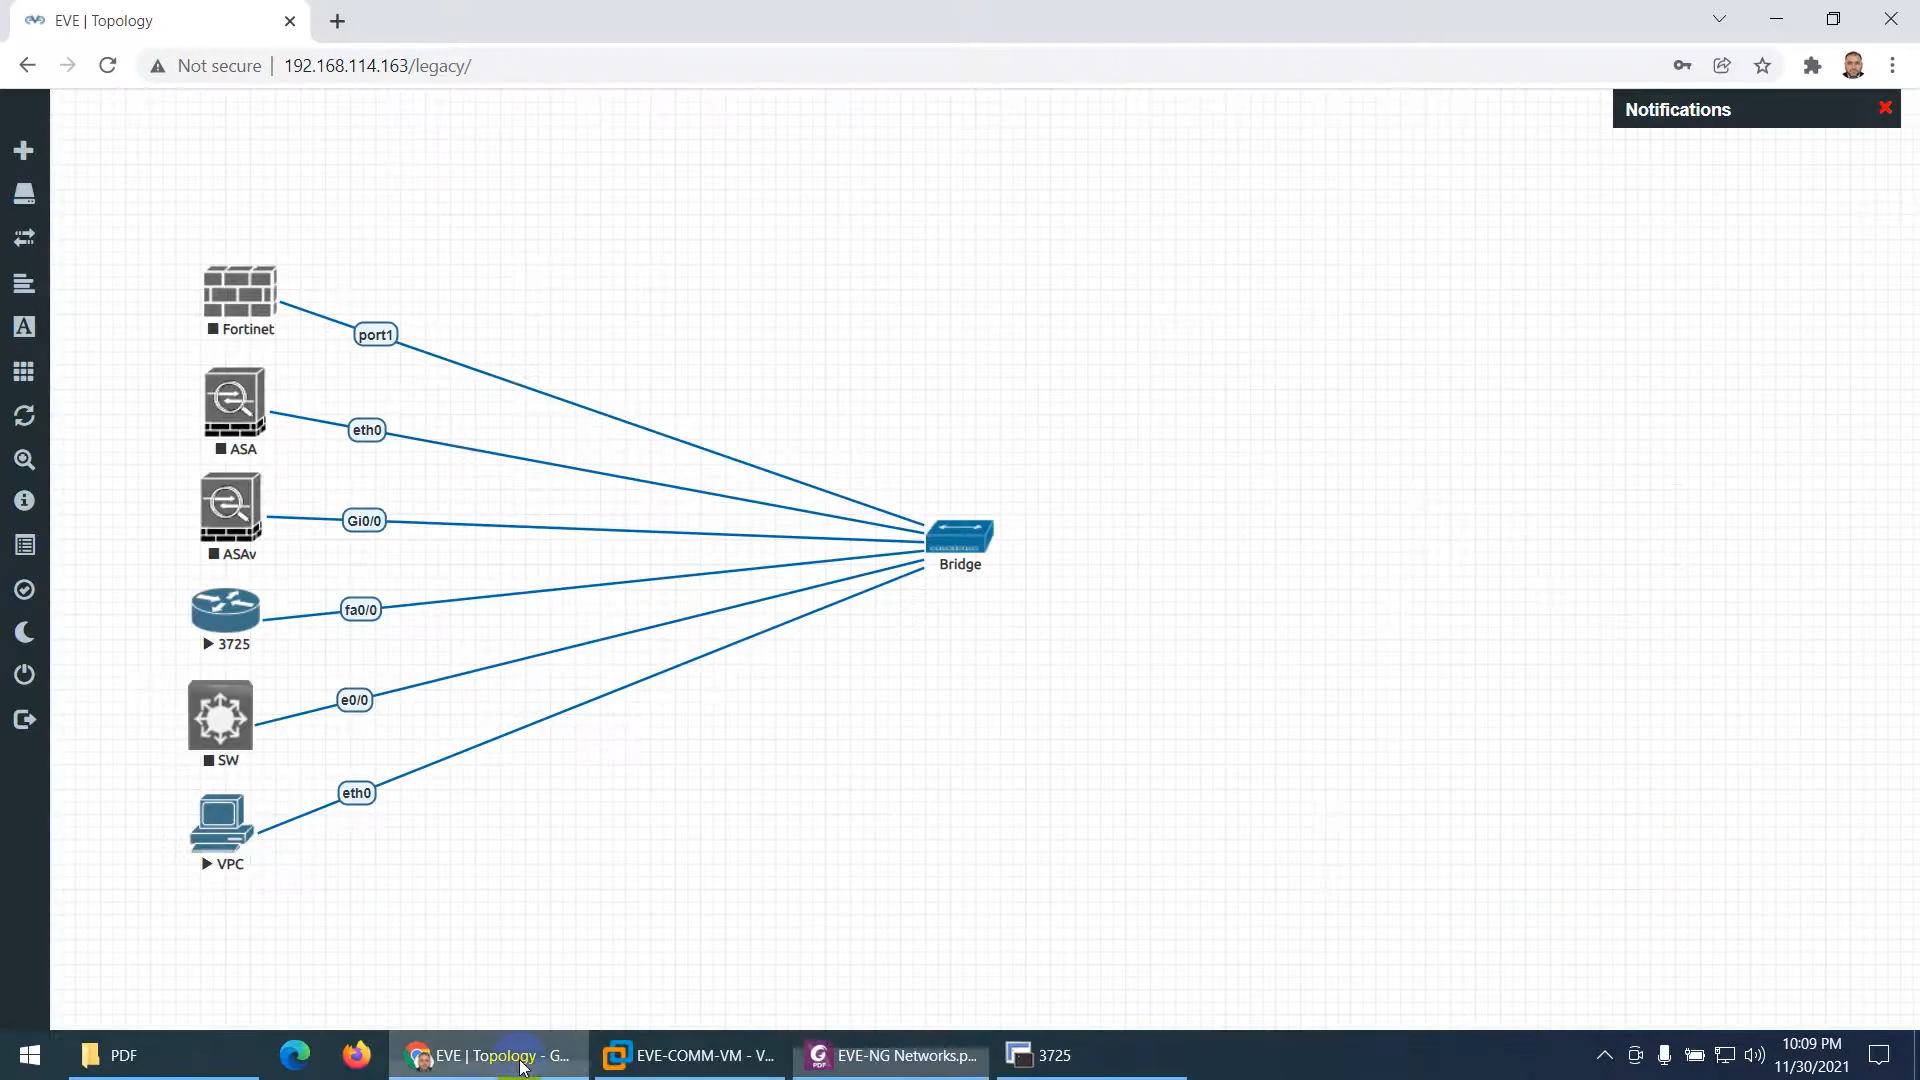 EVE | Topology
Not secure
192.168.114.163/legacy/
Notifications
Fortinet
port1
ASA
eth0
ASAv
Gi0/0
Bridge
3725
fa0/0
SW
e0/0
VPC
eth0
PDF
EVE | Topology - G...
EVE-COMM-VM - V...
EVE-NG Networks.p...
3725
10:09 PM
11/30/2021